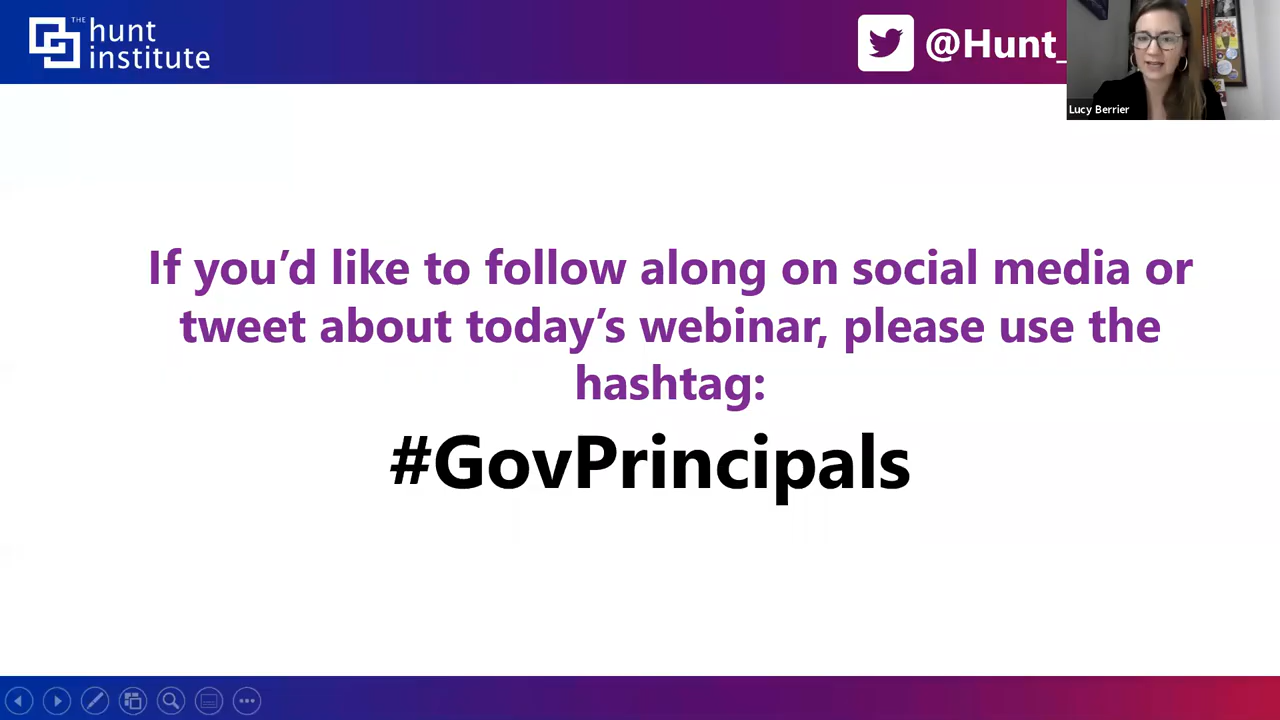 THE
hunt
institute
@Hunt_
Lucy Berrier
If you’d like to follow along on social media or
tweet about today’s webinar, please use the
hashtag:
#GovPrincipals